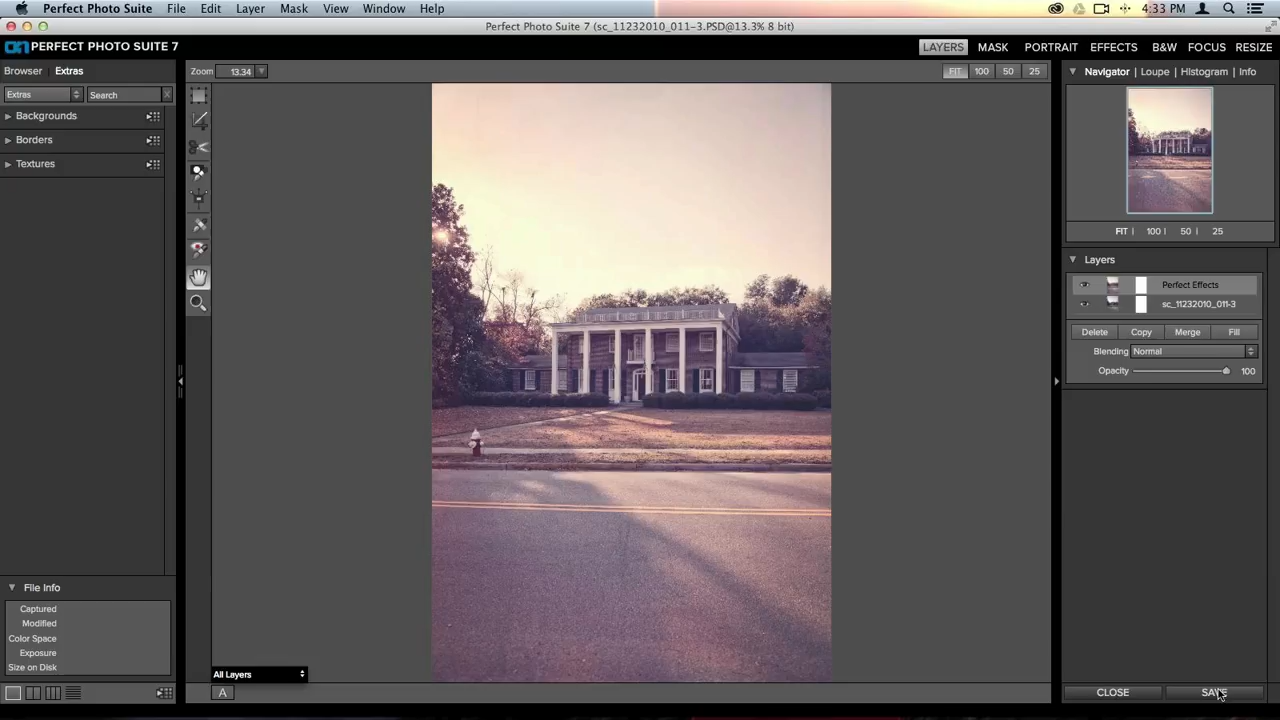 Perfect Photo Suite 7 File Edit Layer Mask View Window Help 4:33 PM
Perfect Photo Suite 7 (sc_11232010_011-3.PSD@13.3% 8 bit)
on PERFECT PHOTO SUITE 7 LAYERS MASK PORTRAIT EFFECTS B&W FOCUS RESIZE
Browser Extras Zoom 13.34 FIT 100 50 25 Navigator Loupe Histogram Info
Extras Search X
Backgrounds
Borders
Textures
FIT 100 50 25
Layers
Perfect Effects
sc_11232010_011-3
Delete Copy Merge Fill
Blending Normal
Opacity 100
File Info
Captured
Modified
Color Space
Exposure
Size on Disk
All Layers
A
CLOSE SAVE